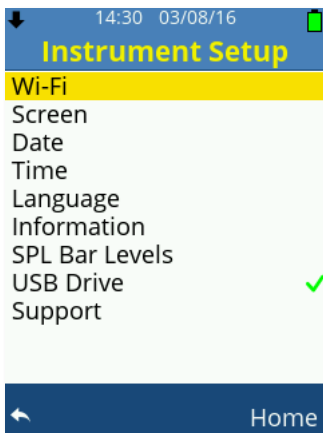 14:30 03/08/16
Instrument Setup
Wi-Fi
Screen
Date
Time
Language
Information
SPL Bar Levels
USB Drive
Support
Home